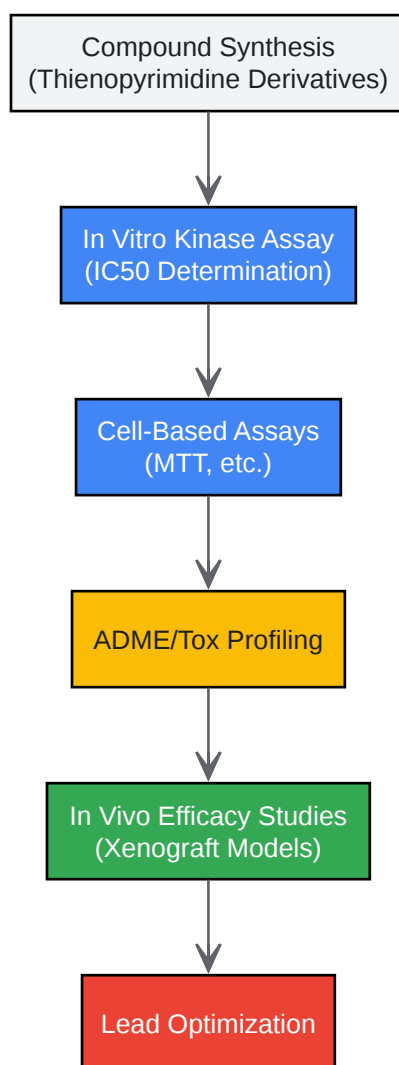 Compound Synthesis
(Thienopyrimidine Derivatives)
In Vitro Kinase Assay
(IC50 Determination)
Cell-Based Assays
(MTT, etc.)
ADME/Tox Profiling
In Vivo Efficacy Studies
(Xenograft Models)
Lead Optimization